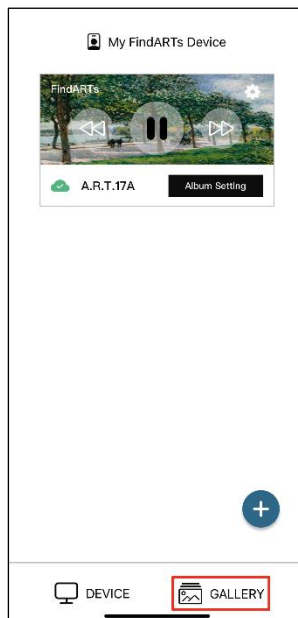 My FindARTs Device
FindARTs
A.R.T.17A
Album Setting
DEVICE
GALLERY